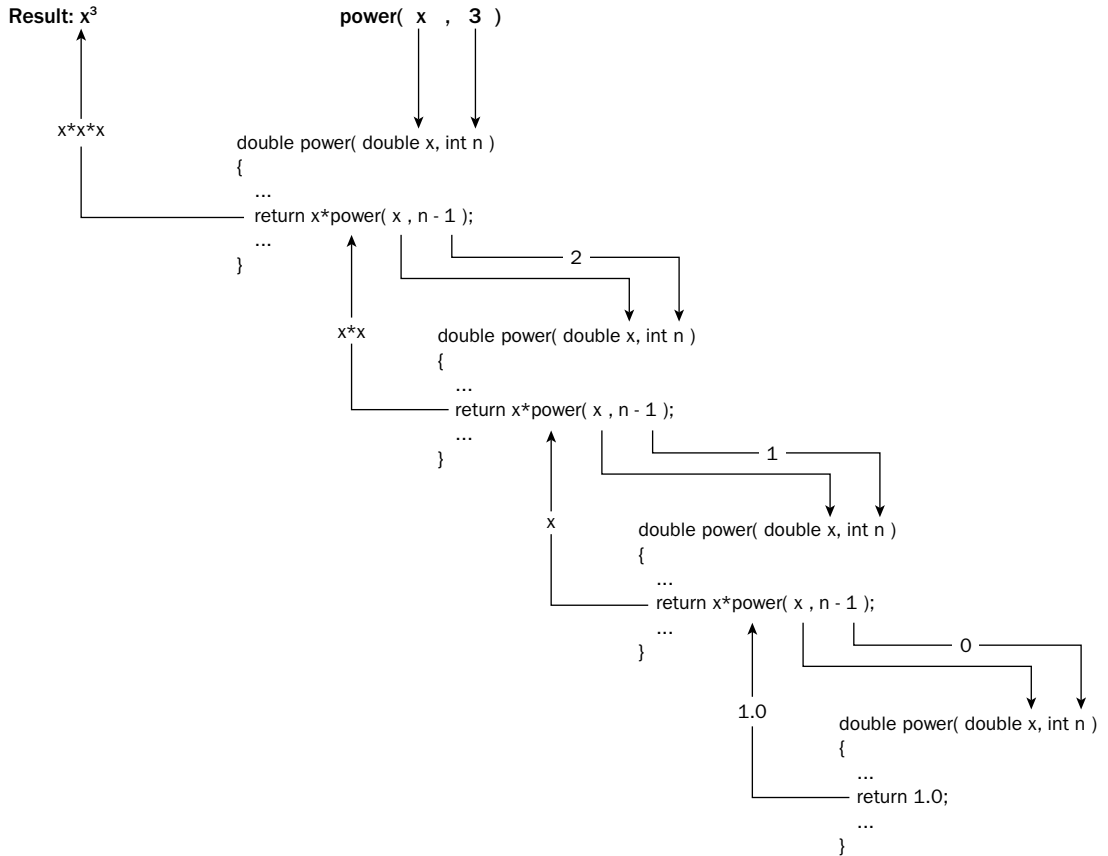 Result: x³
power( x , 3 )
x*x*x
double power( double x, int n )
{
...
return x*power( x , n - 1 );
...
}
2
x*x
double power( double x, int n )
{
...
return x*power( x , n - 1 );
...
}
1
x
double power( double x, int n )
{
...
return x*power( x , n - 1 );
...
}
0
1.0
double power( double x, int n )
{
...
return 1.0;
...
}